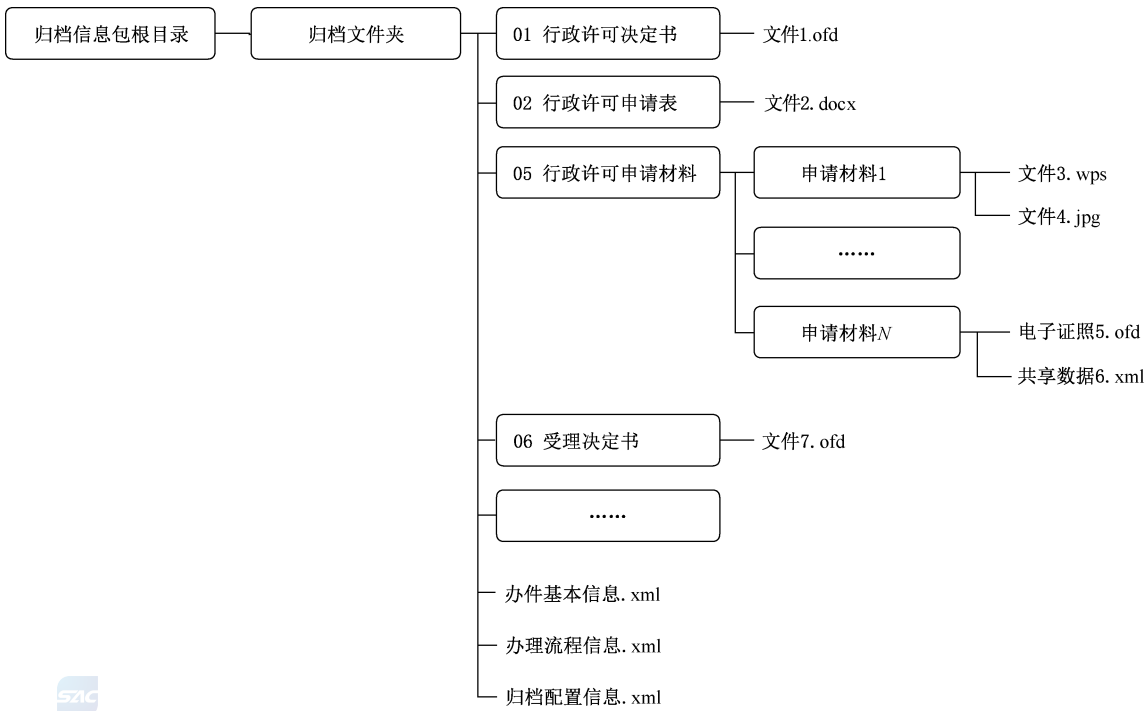 归档信息包根目录
归档文件夹
01 行政许可决定书
文件1.ofd
02 行政许可申请表
文件2.docx
05 行政许可申请材料
申请材料1
文件3.wps
文件4.jpg
……
申请材料N
电子证照5.ofd
共享数据6.xml
06 受理决定书
文件7.ofd
……
办件基本信息.xml
办理流程信息.xml
归档配置信息.xml
SAC